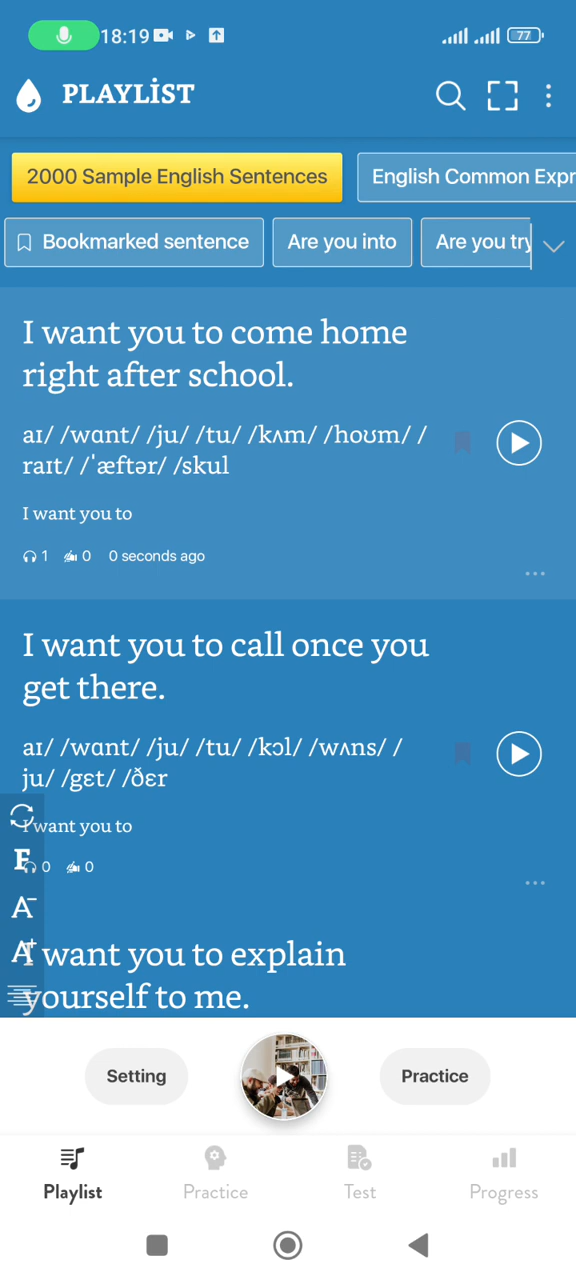 18:19
77
PLAYLİST
2000 Sample English Sentences
English Common Expr
Bookmarked sentence
Are you into
Are you try
I want you to come home
right after school.
aɪ/ /wɑnt/ /ju/ /tu/ /kʌm/ /hoʊm/ /
raɪt/ /ˈæftər/ /skul
I want you to
1
0
0 seconds ago
I want you to call once you
get there.
aɪ/ /wɑnt/ /ju/ /tu/ /kɔl/ /wʌns/ /
ju/ /gɛt/ /ðɛr
I want you to
E
0
0
A-
A+
I want you to explain
yourself to me.
Setting
Practice
Playlist
Practice
Test
Progress